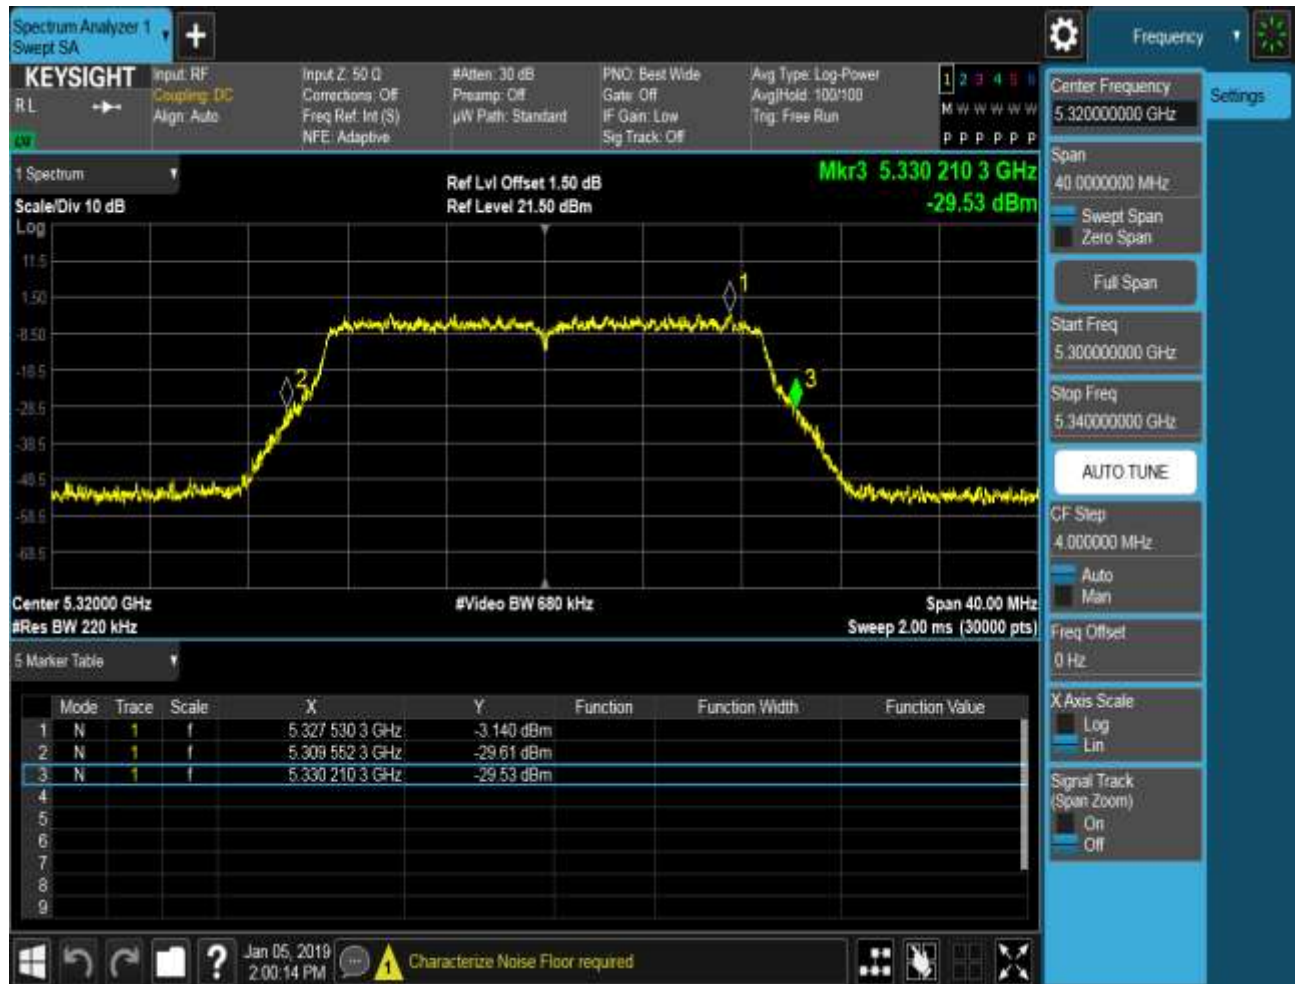 Spectrum Analyzer 1
Swept SA
+
Frequency
KEYSIGHT
RL
Input: RF
Coupling: DC
Align: Auto
Input Z: 50 Ω
Corrections: Off
Freq Ref: Int (S)
NFE: Adaptive
#Atten: 30 dB
Preamp: Off
µW Path: Standard
PNO: Best Wide
Gate: Off
IF Gain: Low
Sig Track: Off
Avg Type: Log-Power
Avg|Hold: 100/100
Trig: Free Run
1 2 3 4 5 6
M W W W W W
P P P P P P
1 Spectrum
Scale/Div 10 dB
Log
Ref Lvl Offset 1.50 dB
Ref Level 21.50 dBm
Mkr3 5.330 210 3 GHz
-29.53 dBm
11.5
1.50
-8.50
-18.5
-28.5
-38.5
-48.5
-58.5
-68.5
1
2
3
Center 5.32000 GHz
#Video BW 680 kHz
Span 40.00 MHz
#Res BW 220 kHz
Sweep 2.00 ms (30000 pts)
5 Marker Table
Mode Trace Scale X Y Function Function Width Function Value
1 N 1 f 5.327 530 3 GHz -3.140 dBm
2 N 1 f 5.309 552 3 GHz -29.61 dBm
3 N 1 f 5.330 210 3 GHz -29.53 dBm
4
5
6
7
8
9
Center Frequency
5.320000000 GHz
Settings
Span
40.0000000 MHz
Swept Span
Zero Span
Full Span
Start Freq
5.300000000 GHz
Stop Freq
5.340000000 GHz
AUTO TUNE
CF Step
4.000000 MHz
Auto
Man
Freq Offset
0 Hz
X Axis Scale
Log
Lin
Signal Track
(Span Zoom)
On
Off
?
Jan 05, 2019
2:00:14 PM
1
Characterize Noise Floor required